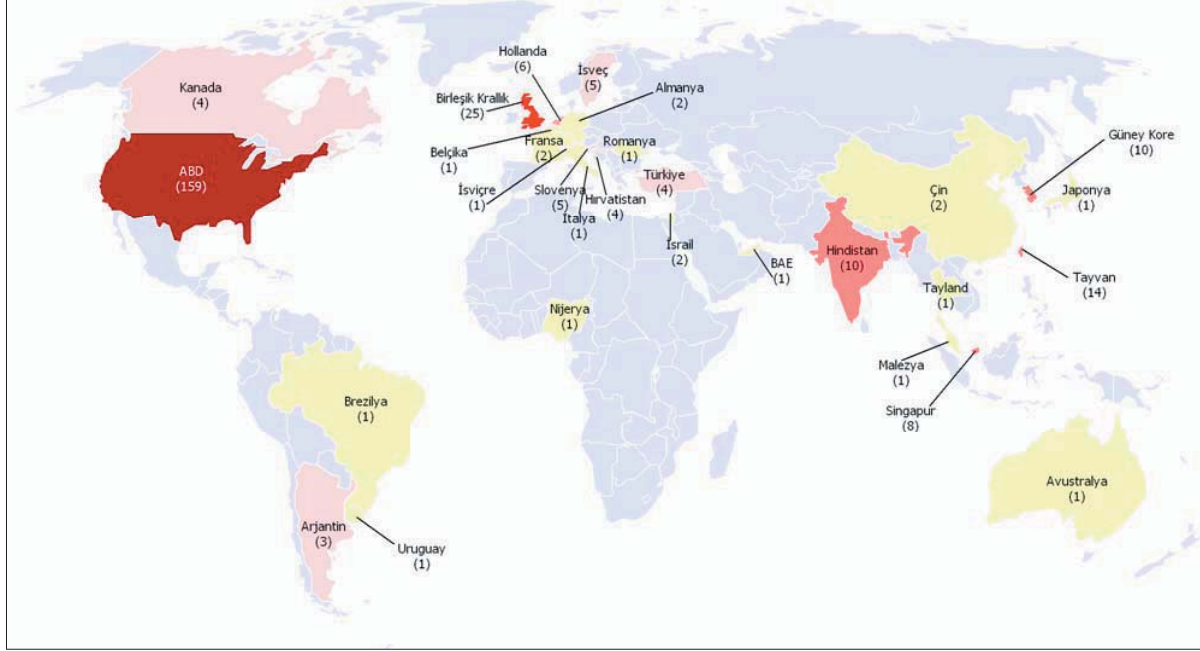 Kanada
(4)
ABD
(159)
Hollanda
(6)
İsveç
(5)
Almanya
(2)
Birleşik Krallık
(25)
Belçika
(1)
Fransa
(2)
Romanya
(1)
İsviçre
(1)
Slovenya
(5)
İtalya
(1)
Hırvatistan
(4)
Türkiye
(4)
İsrail
(2)
BAE
(1)
Nijerya
(1)
Güney Kore
(10)
Japonya
(1)
Çin
(2)
Hindistan
(10)
Tayvan
(14)
Tayland
(1)
Malezya
(1)
Singapur
(8)
Brezilya
(1)
Arjantin
(3)
Uruguay
(1)
Avustralya
(1)